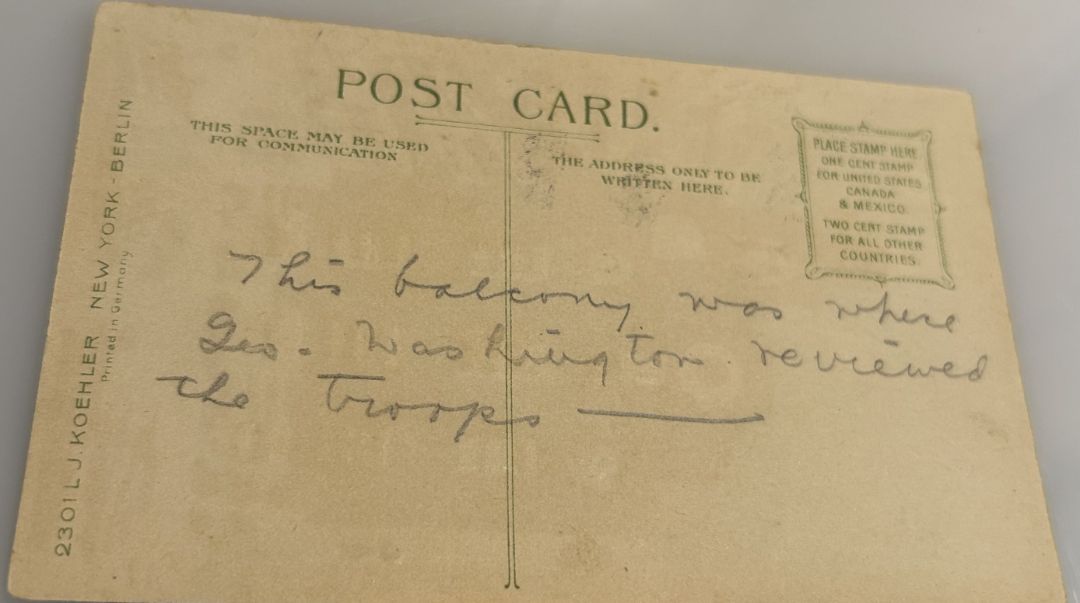 POST CARD.
THIS SPACE MAY BE USED
FOR COMMUNICATION
THE ADDRESS ONLY TO BE
WRITTEN HERE.
PLACE STAMP HERE
ONE CENT STAMP
FOR UNITED STATES
CANADA
& MEXICO.
TWO CENT STAMP
FOR ALL OTHER
COUNTRIES.
This balcony was where
Geo. Washington reviewed
the troops —
2301 L.J. KOEHLER NEW YORK-BERLIN
Printed in Germany